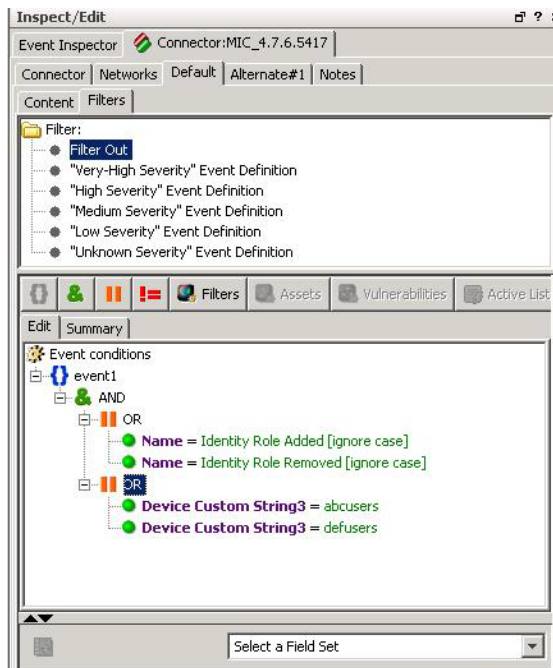 Inspect/Edit
Event Inspector Connector:MIC_4.7.6.5417
Connector Networks Default Alternate#1 Notes
Content Filters
Filter:
Filter Out
"Very-High Severity" Event Definition
"High Severity" Event Definition
"Medium Severity" Event Definition
"Low Severity" Event Definition
"Unknown Severity" Event Definition
{} & != Filters Assets Vulnerabilities Active List
Edit Summary
Event conditions
event1
AND
OR
Name = Identity Role Added [ignore case]
Name = Identity Role Removed [ignore case]
OR
Device Custom String3 = abcusers
Device Custom String3 = defusers
Select a Field Set